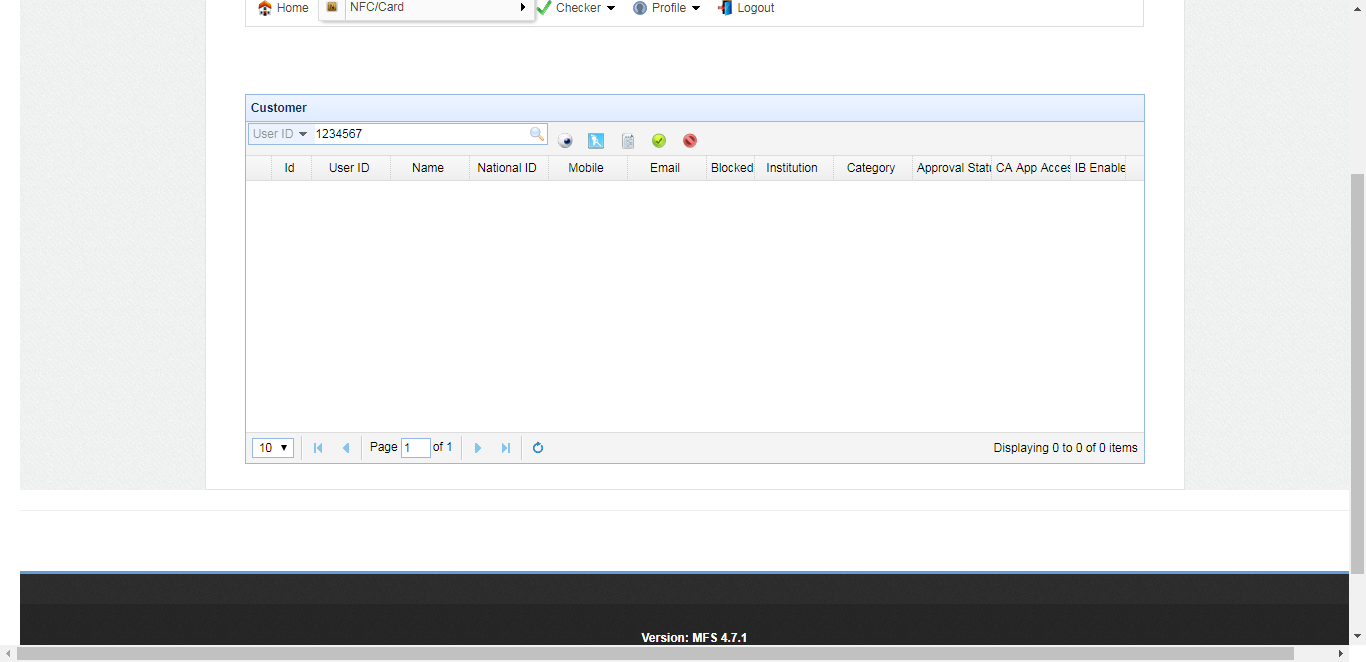 Home NFC/Card Checker Profile Logout
Customer
User ID 1234567
Id User ID Name National ID Mobile Email Blocked Institution Category Approval Statu CA App Acces IB Enable
10 Page 1 of 1 Displaying 0 to 0 of 0 items
Version: MFS 4.7.1